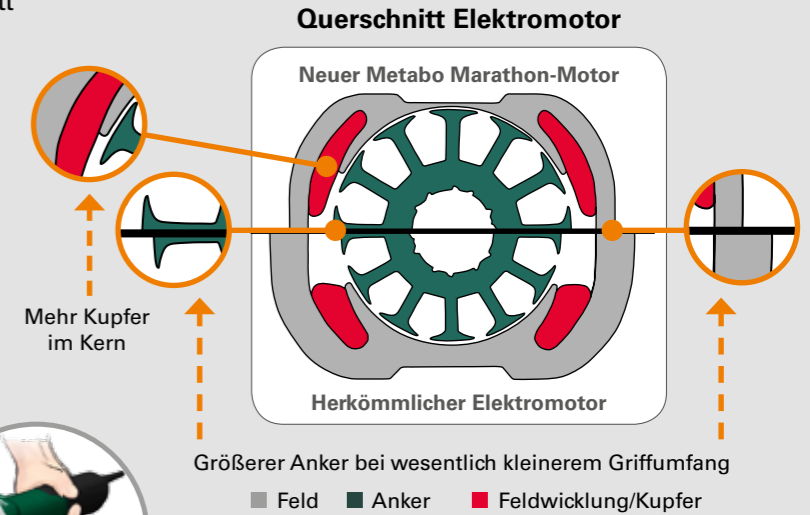 Querschnitt Elektromotor
Neuer Metabo Marathon-Motor
Mehr Kupfer
im Kern
Herkömmlicher Elektromotor
Größerer Anker bei wesentlich kleinerem Griffumfang
Feld Anker Feldwicklung/Kupfer